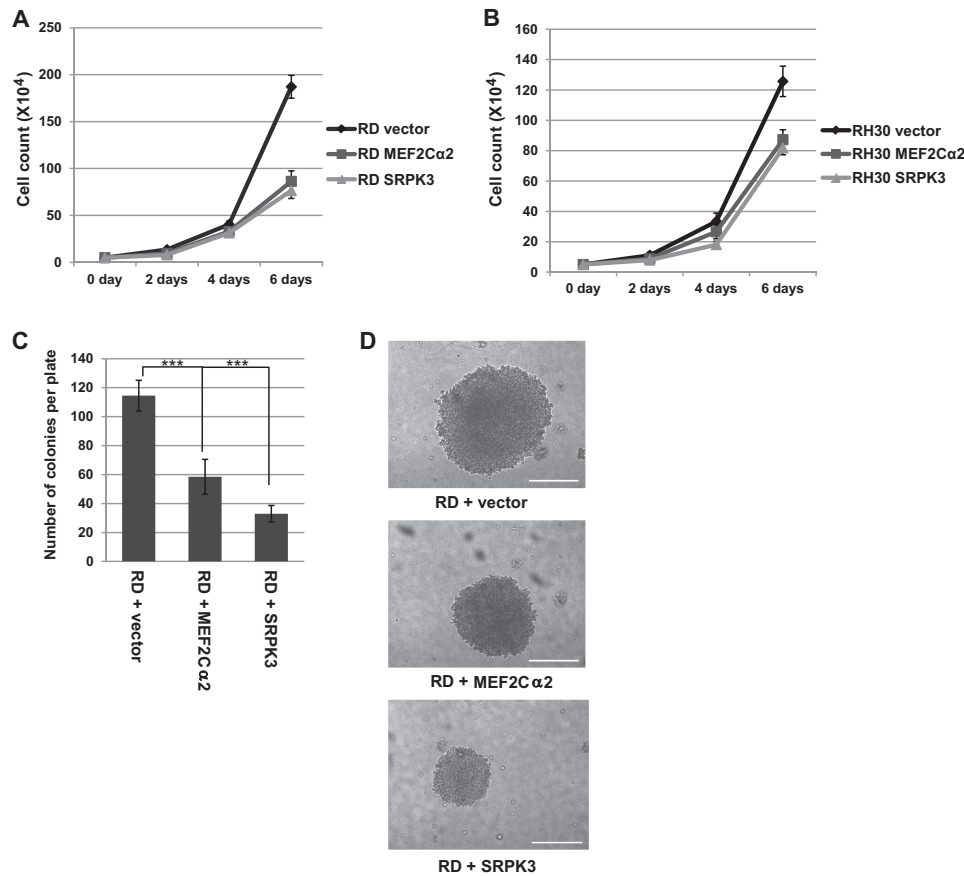 A
Cell count (X10⁴)
250
200
150
100
50
0
0 day
2 days
4 days
6 days
RD vector
RD MEF2Cα2
RD SRPK3
B
Cell count (X10⁴)
160
140
120
100
80
60
40
20
0
0 day
2 days
4 days
6 days
RH30 vector
RH30 MEF2Cα2
RH30 SRPK3
C
Number of colonies per plate
140
120
100
80
60
40
20
0
*** ***
RD + vector
RD + MEF2Cα2
RD + SRPK3
D
RD + vector
RD + MEF2Cα2
RD + SRPK3